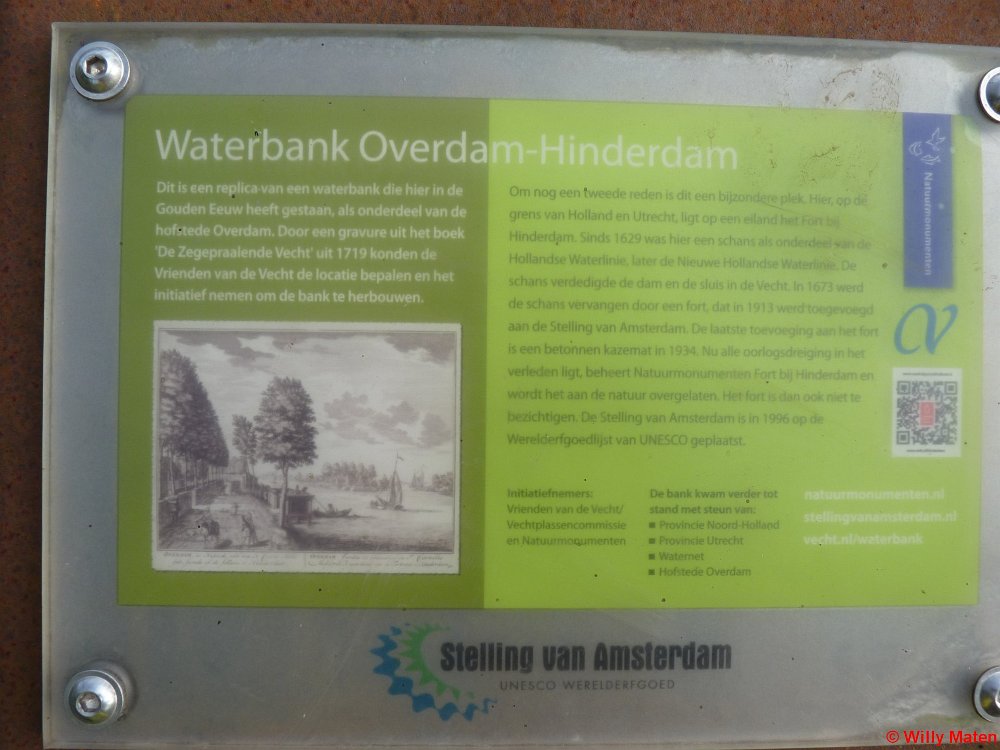 Waterbank Overdam-Hinderdam
Dit is een replica van een waterbank die hier in de
Gouden Eeuw heeft gestaan, als onderdeel van de
hofstede Overdam. Door een gravure uit het boek
'De Zegepraalende Vecht' uit 1719 konden de
Vrienden van de Vecht de locatie bepalen en het
initiatief nemen om de bank te herbouwen.
Om nog een tweede reden is dit een bijzondere plek. Hier, op de
grens van Holland en Utrecht, ligt op een eiland het Fort bij
Hinderdam. Sinds 1629 was hier een schans als onderdeel van de
Hollandse Waterlinie, later de Nieuwe Hollandse Waterlinie. De
schans verdedigde de dam en de sluis in de Vecht. In 1673 werd
de schans vervangen door een fort, dat in 1913 werd toegevoegd
aan de Stelling van Amsterdam. De laatste toevoeging aan het fort
is een betonnen kazemat in 1934. Nu alle oorlogsdreiging in het
verleden ligt, beheert Natuurmonumenten Fort bij Hinderdam en
wordt het aan de natuur overgelaten. Het fort is dan ook niet te
bezichtigen. De Stelling van Amsterdam is in 1996 op de
Werelderfgoedlijst van UNESCO geplaatst.
Natuurmonumenten
Initiatiefnemers:
Vrienden van de Vecht/
Vechtplassencommissie
en Natuurmonumenten
De bank kwam verder tot
stand met steun van:
■ Provincie Noord-Holland
■ Provincie Utrecht
■ Waternet
■ Hofstede Overdam
natuurmonumenten.nl
stellingvanamsterdam.nl
vecht.nl/waterbank
Stelling van Amsterdam
UNESCO WERELDERFGOED
© Willy Maten